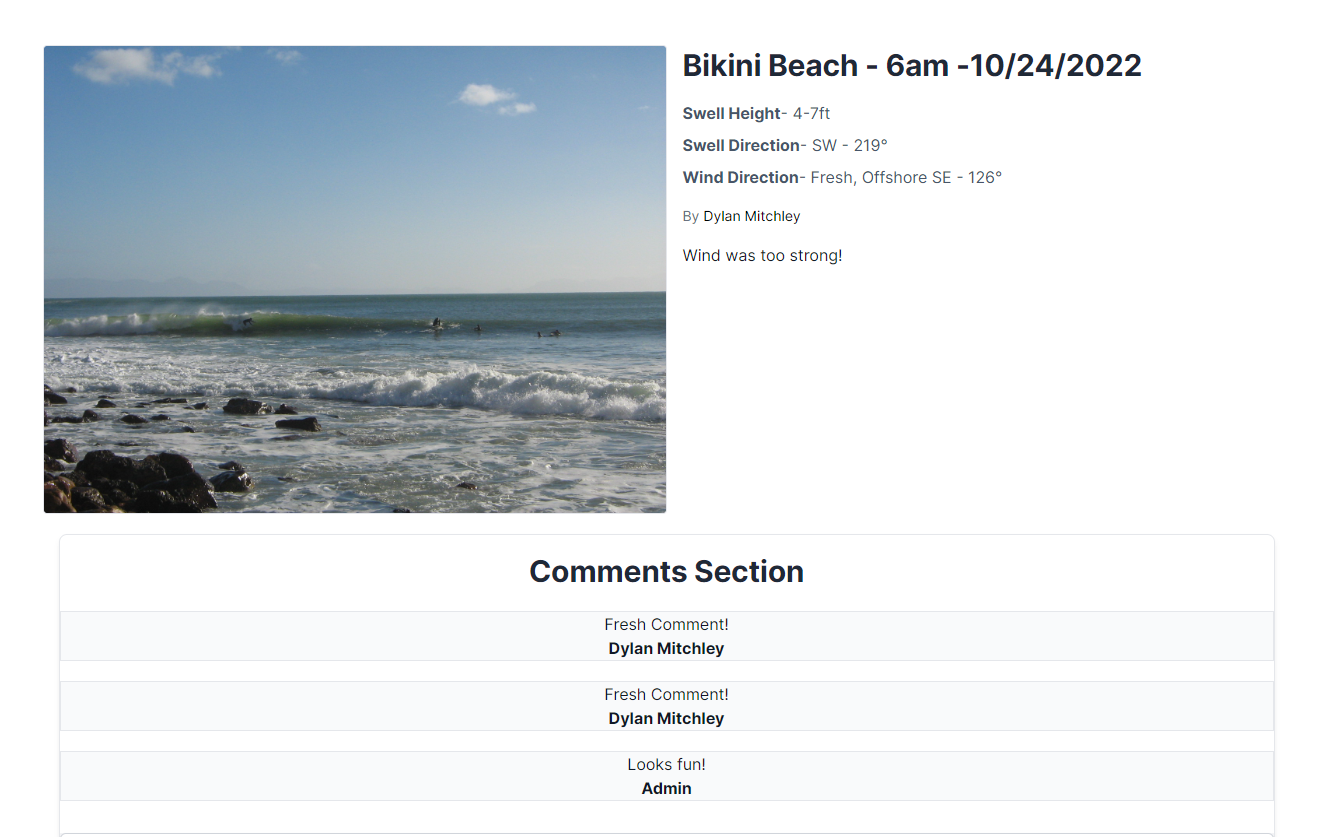 Bikini Beach - 6am -10/24/2022
Swell Height- 4-7ft
Swell Direction- SW - 219°
Wind Direction- Fresh, Offshore SE - 126°
By Dylan Mitchley
Wind was too strong!
Comments Section
Fresh Comment!
Dylan Mitchley
Fresh Comment!
Dylan Mitchley
Looks fun!
Admin